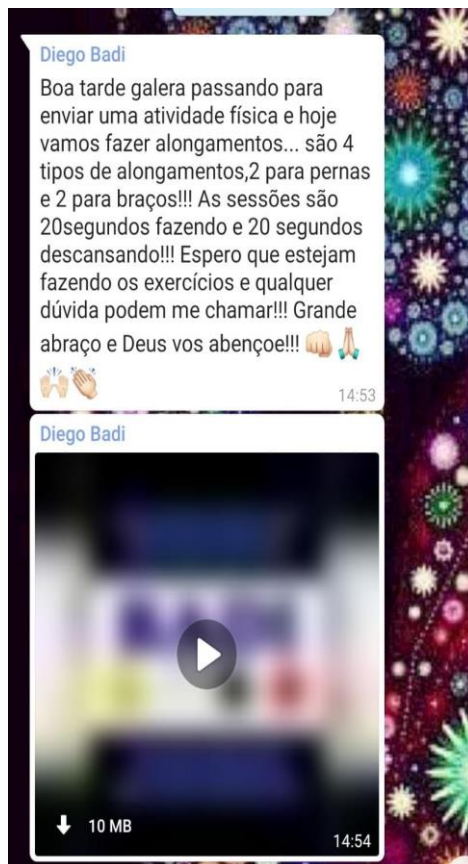 Diego Badi
Boa tarde galera passando para
enviar uma atividade física e hoje
vamos fazer alongamentos... são 4
tipos de alongamentos,2 para pernas
e 2 para braços!!! As sessões são
20segundos fazendo e 20 segundos
descansando!!! Espero que estejam
fazendo os exercícios e qualquer
dúvida podem me chamar!!! Grande
abraço e Deus vos abençoe!!! 👊🏻 🙏🏻
🙌🏻👏🏻
14:53
Diego Badi
BADI
10 MB
14:54